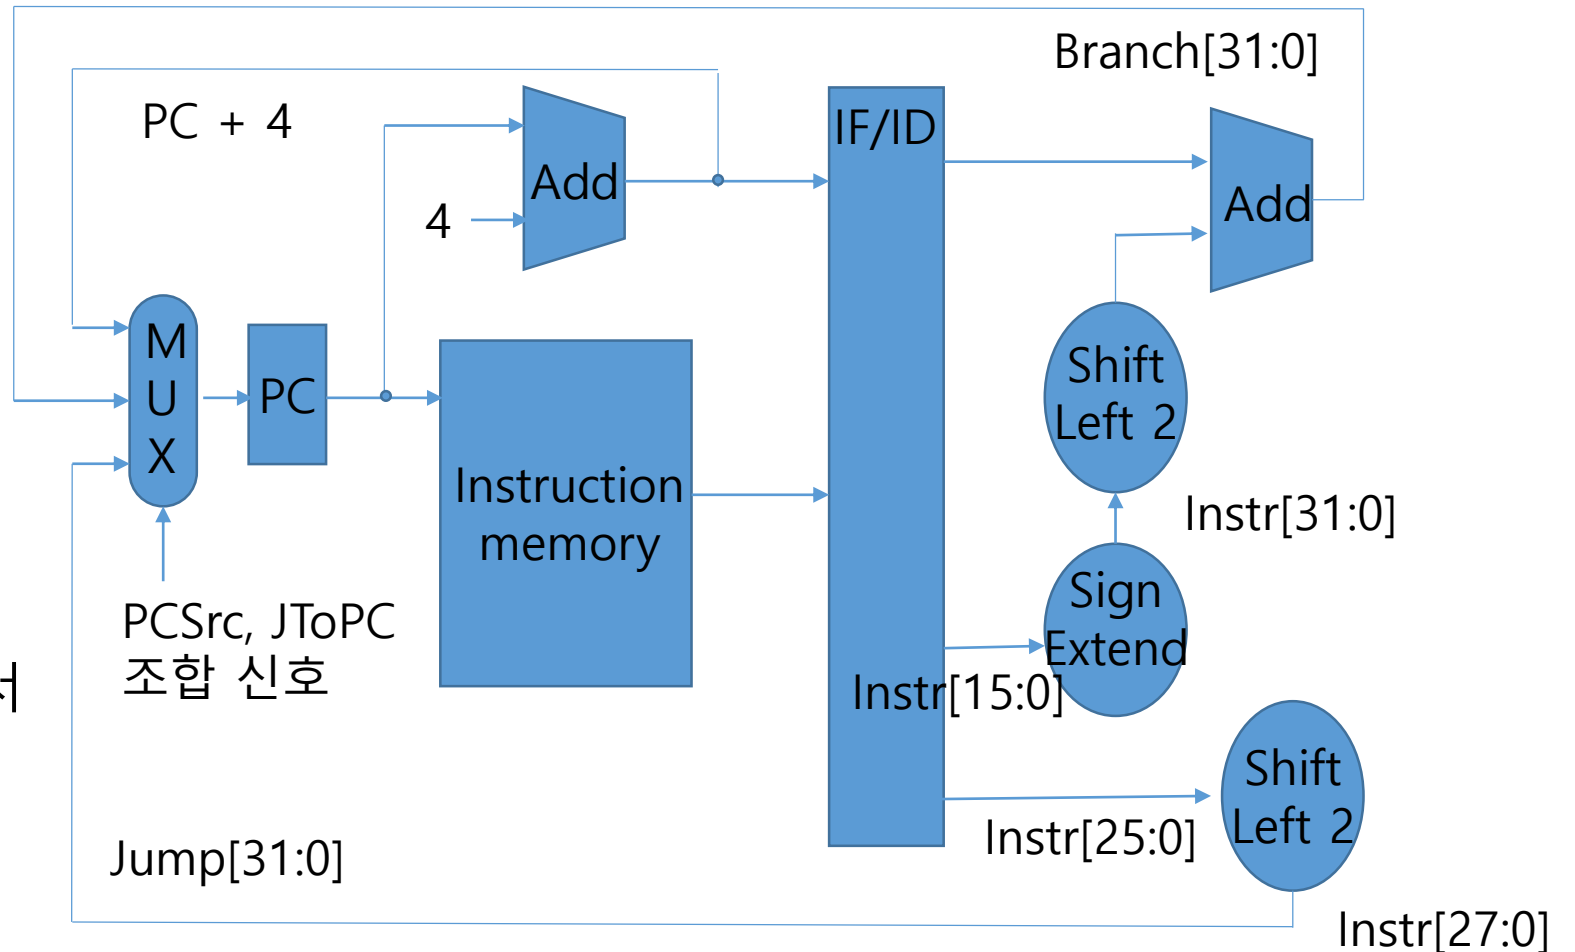 Branch[31:0]
PC + 4
Add
4
IF/ID
Add
M
U
X
PC
Instruction
memory
Shift
Left 2
Instr[31:0]
Sign
Extend
PCSrc, JToPC
조합 신호
Instr[15:0]
Shift
Left 2
Instr[25:0]
Jump[31:0]
Instr[27:0]